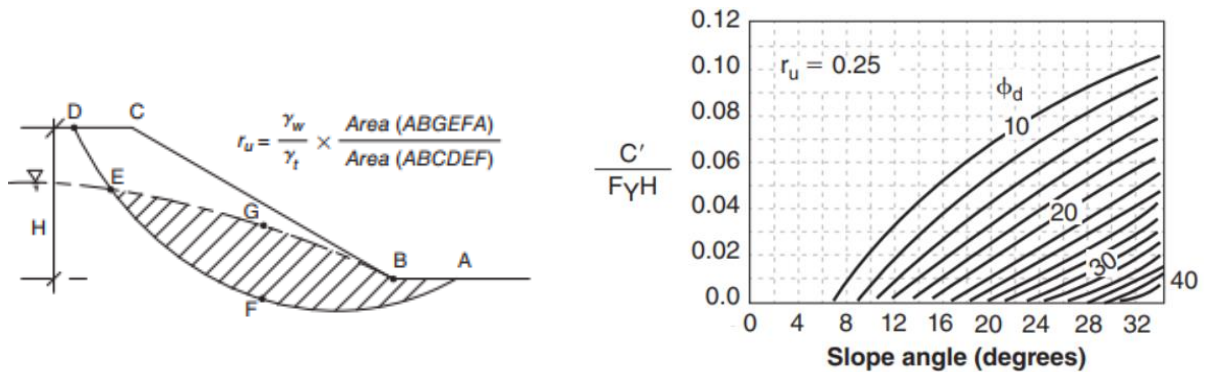 D
C
r_u = γ_w / γ_t × Area (ABGEFA) / Area (ABCDEF)
E
G
H
B
A
F
C′ / FγH
0.12
0.10
0.08
0.06
0.04
0.02
0.0
r_u = 0.25
ϕ_d
10
20
30
40
0 4 8 12 16 20 24 28 32
Slope angle (degrees)